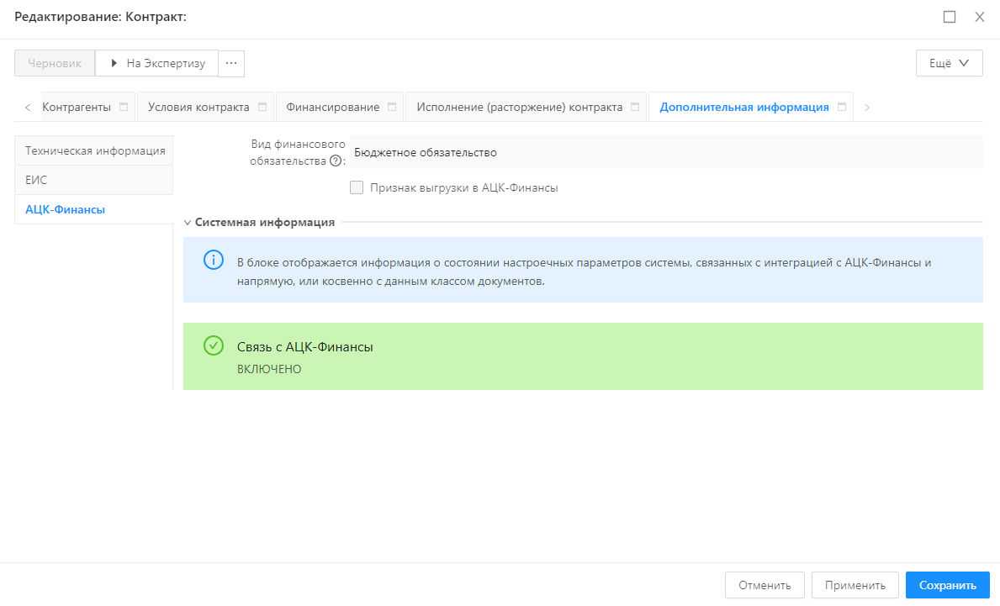 Редактирование: Контракт:
Черновик
На Экспертизу
...
Ещё
Контрагенты
Условия контракта
Финансирование
Исполнение (расторжение) контракта
Дополнительная информация
Техническая информация
ЕИС
АЦК-Финансы
Вид финансового
обязательства ?:
Бюджетное обязательство
Признак выгрузки в АЦК-Финансы
Системная информация
В блоке отображается информация о состоянии настроечных параметров системы, связанных с интеграцией с АЦК-Финансы и
напрямую, или косвенно с данным классом документов.
Связь с АЦК-Финансы
ВКЛЮЧЕНО
Отменить
Применить
Сохранить